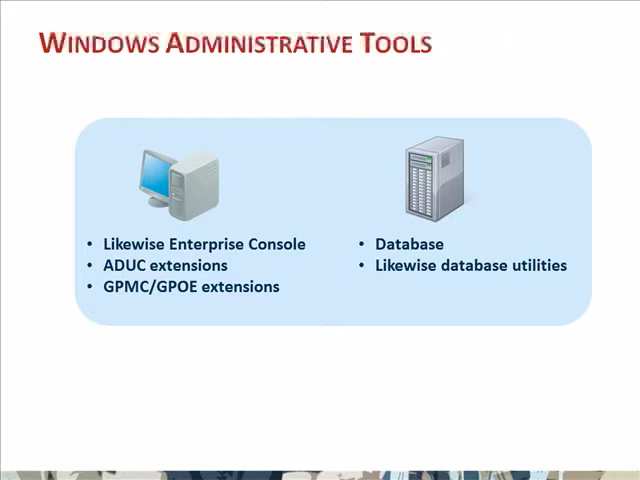 WINDOWS ADMINISTRATIVE TOOLS
• Likewise Enterprise Console
• ADUC extensions
• GPMC/GPOE extensions
• Database
• Likewise database utilities